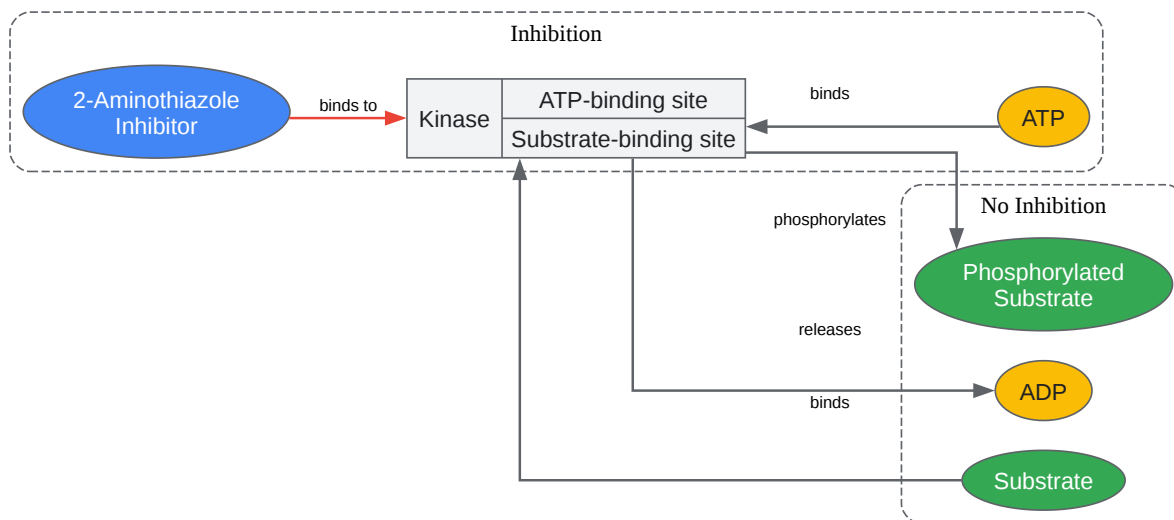 Inhibition
2-Aminothiazole
Inhibitor
binds to
Kinase
ATP-binding site
Substrate-binding site
binds
ATP
No Inhibition
phosphorylates
Phosphorylated
Substrate
releases
ADP
binds
Substrate